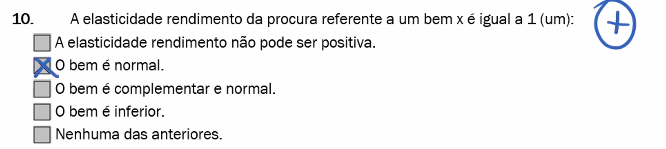 10. A elasticidade rendimento da procura referente a um bem x é igual a 1 (um): +
A elasticidade rendimento não pode ser positiva.
O bem é normal.
O bem é complementar e normal.
O bem é inferior.
Nenhuma das anteriores.